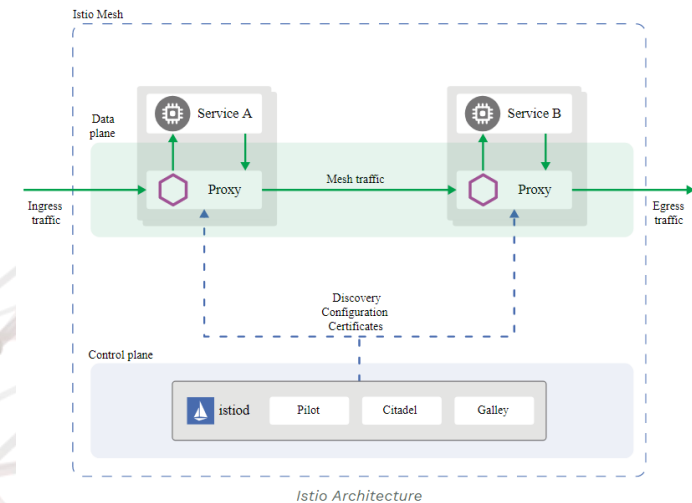 Istio Mesh
Data
plane
Service A
Service B
Proxy
Mesh traffic
Proxy
Ingress
traffic
Egress
traffic
Discovery
Configuration
Certificates
Control plane
istiod
Pilot
Citadel
Galley
Istio Architecture